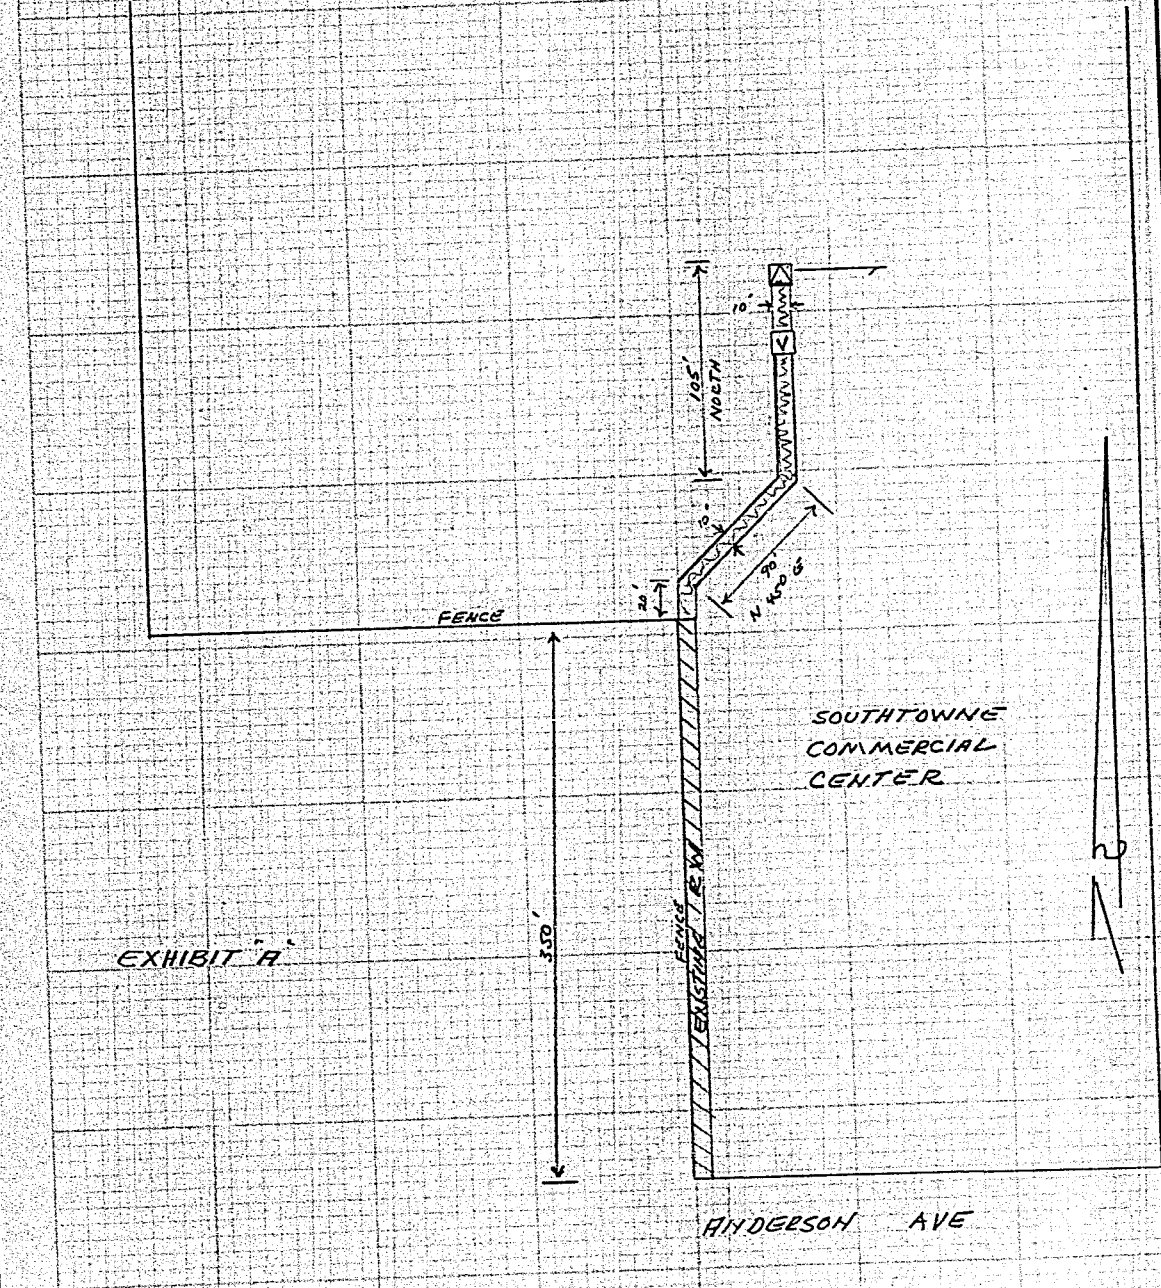 10'
105'
NORTH
10'
90'
N 45° E
20'
FENCE
SOUTHTOWNE
COMMERCIAL
CENTER
EXISTING R/W
FENCE
350'
EXHIBIT "A"
N
ANDERSON AVE